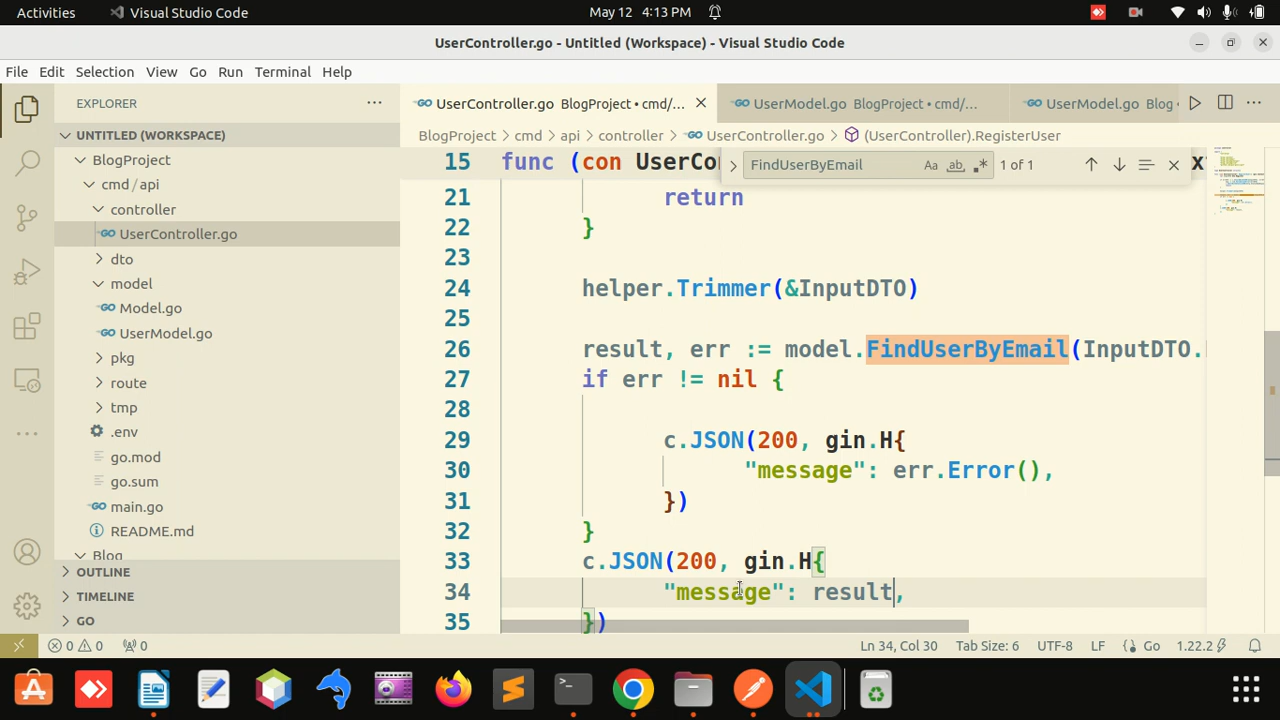 Activities Visual Studio Code May 12 4:13 PM
UserController.go - Untitled (Workspace) - Visual Studio Code
File Edit Selection View Go Run Terminal Help
EXPLORER
UserController.go BlogProject • cmd/... UserModel.go BlogProject • cmd/... UserModel.go Blog
UNTITLED (WORKSPACE)
BlogProject > cmd > api > controller > UserController.go > (UserController).RegisterUser
BlogProject
cmd / api
controller
UserController.go
dto
model
Model.go
UserModel.go
pkg
route
tmp
.env
go.mod
go.sum
main.go
README.md
Blog
OUTLINE
TIMELINE
GO
FindUserByEmail Aa ab 1 of 1
15 func (con UserCo
21 return
22 }
23
24 helper.Trimmer(&InputDTO)
25
26 result, err := model.FindUserByEmail(InputDTO.
27 if err != nil {
28
29 c.JSON(200, gin.H{
30 "message": err.Error(),
31 })
32 }
33 c.JSON(200, gin.H{
34 "message": result,
35 })
0 0 0 Ln 34, Col 30 Tab Size: 6 UTF-8 LF {} Go 1.22.2